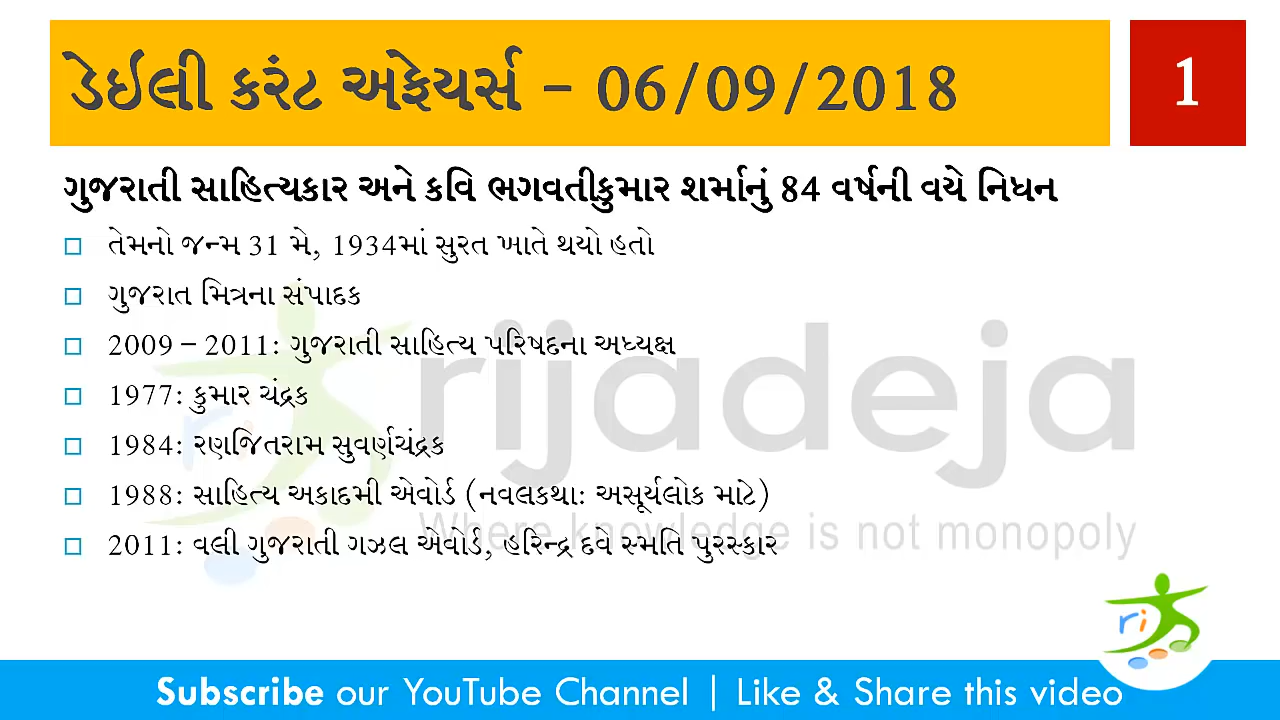 ડેઈલી કરંટ અફેયર્સ – 06/09/2018
1
ગુજરાતી સાહિત્યકાર અને કવિ ભગવતીકુમાર શર્માનું 84 વર્ષની વયે નિધન
તેમનો જન્મ 31 મે, 1934માં સુરત ખાતે થયો હતો
ગુજરાત મિત્રના સંપાદક
2009 – 2011: ગુજરાતી સાહિત્ય પરિષદના અધ્યક્ષ
1977: કુમાર ચંદ્રક
1984: રણજિતરામ સુવર્ણચંદ્રક
1988: સાહિત્ય અકાદમી એવોર્ડ (નવલકથા: અસૂર્યલોક માટે)
2011: વલી ગુજરાતી ગઝલ એવોર્ડ, હરિન્દ્ર દવે સ્મતિ પુરસ્કાર
rijadeja
Where knowledge is not monopoly
ri
Subscribe our YouTube Channel | Like & Share this video